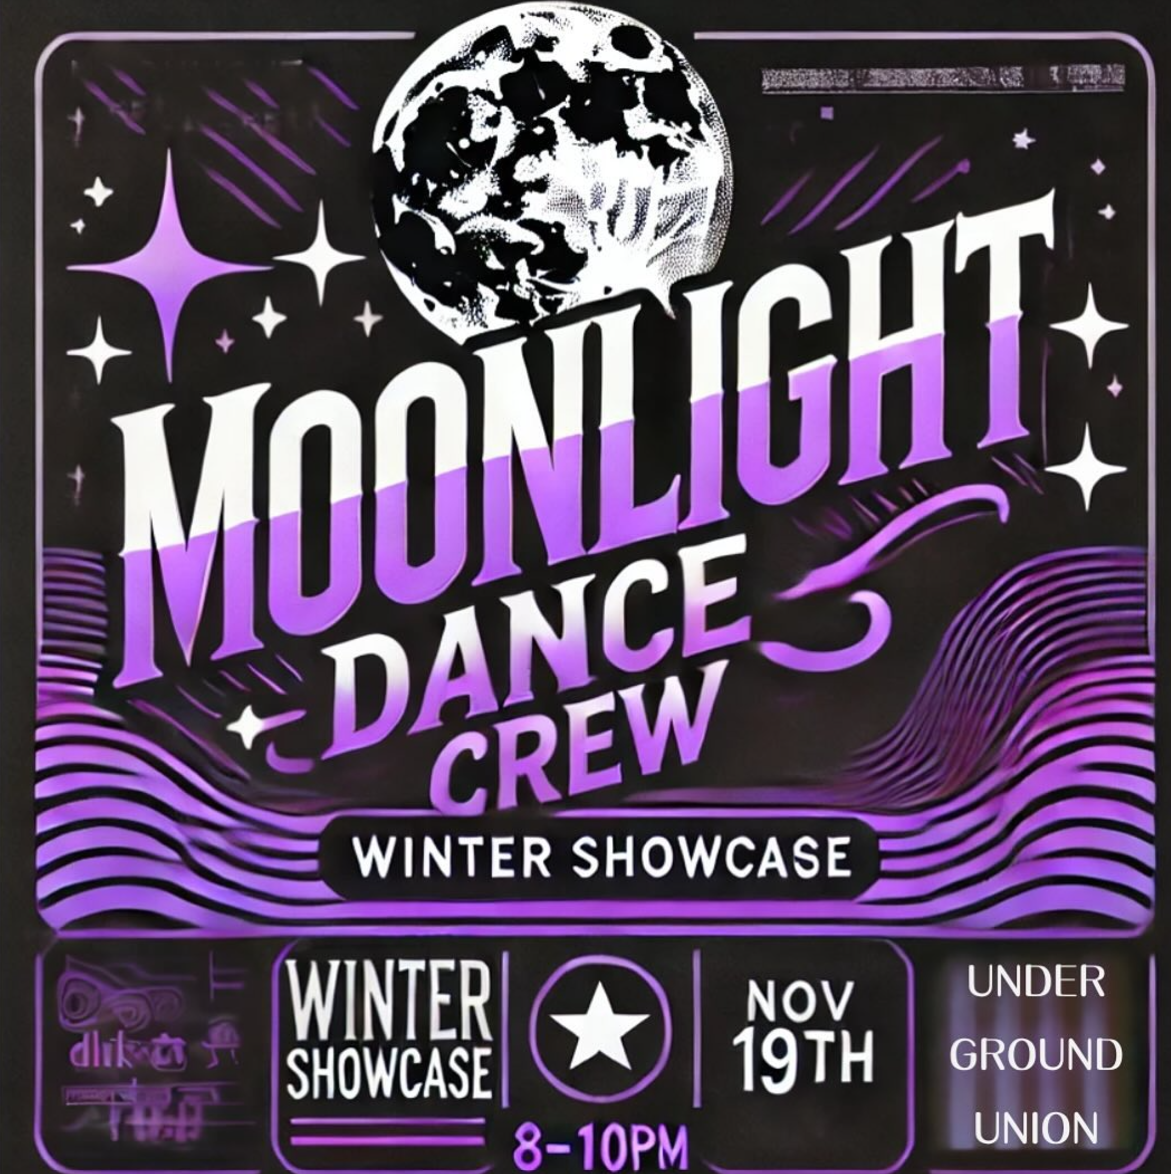 MOONLIGHT
DANCE
CREW
WINTER SHOWCASE
WINTER
SHOWCASE
8-10PM
NOV
19TH
UNDER
GROUND
UNION